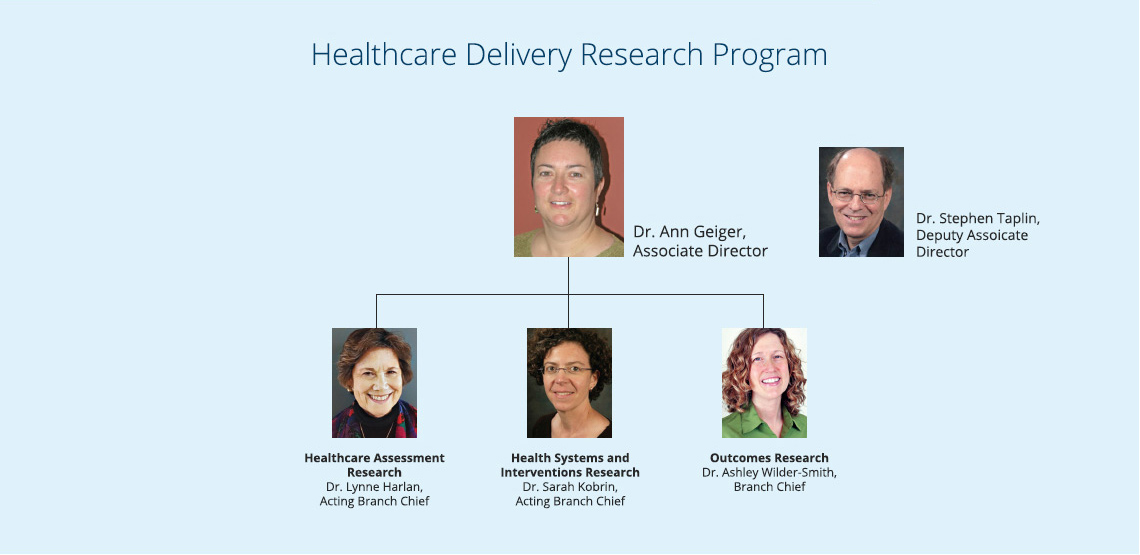 Healthcare Delivery Research Program
Dr. Ann Geiger,
Associate Director
Dr. Stephen Taplin,
Deputy Assoicate
Director
Healthcare Assessment
Research
Dr. Lynne Harlan,
Acting Branch Chief
Health Systems and
Interventions Research
Dr. Sarah Kobrin,
Acting Branch Chief
Outcomes Research
Dr. Ashley Wilder-Smith,
Branch Chief